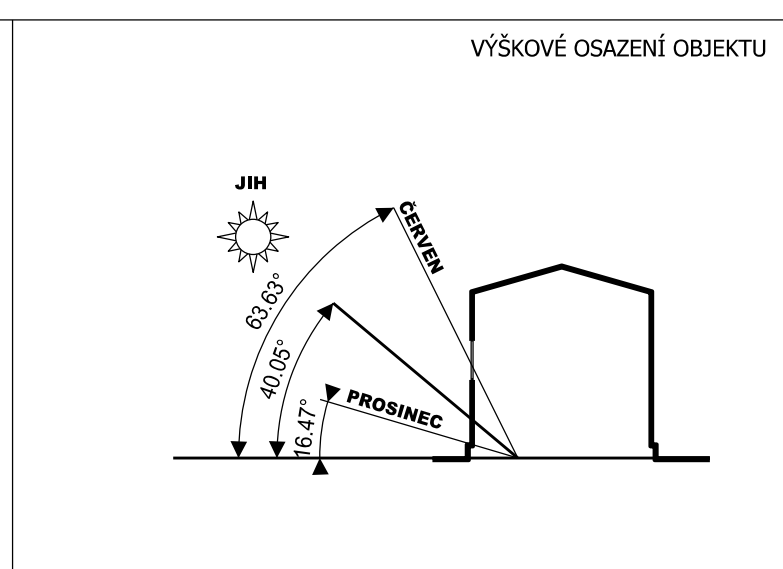 VÝŠKOVÉ OSAZENÍ OBJEKTU
JIH
ČERVEN
63.63°
40.05°
PROSINEC
16.47°